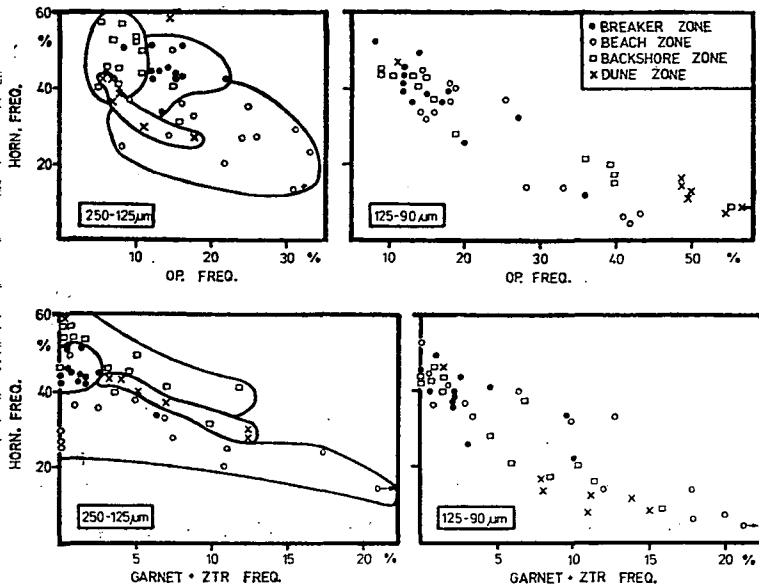 60
%
40
20
HORN. FREQ.
250-125µm
10
20
30
%
OP. FREQ.
● BREAKER ZONE
○ BEACH ZONE
□ BACKSHORE ZONE
× DUNE ZONE
125-90µm
10
20
30
40
50
%
OP. FREQ.
60
%
40
20
HORN. FREQ.
250-125µm
5
10
15
20
%
GARNET + ZTR FREQ.
125-90µm
5
10
15
20
%
GARNET + ZTR FREQ.